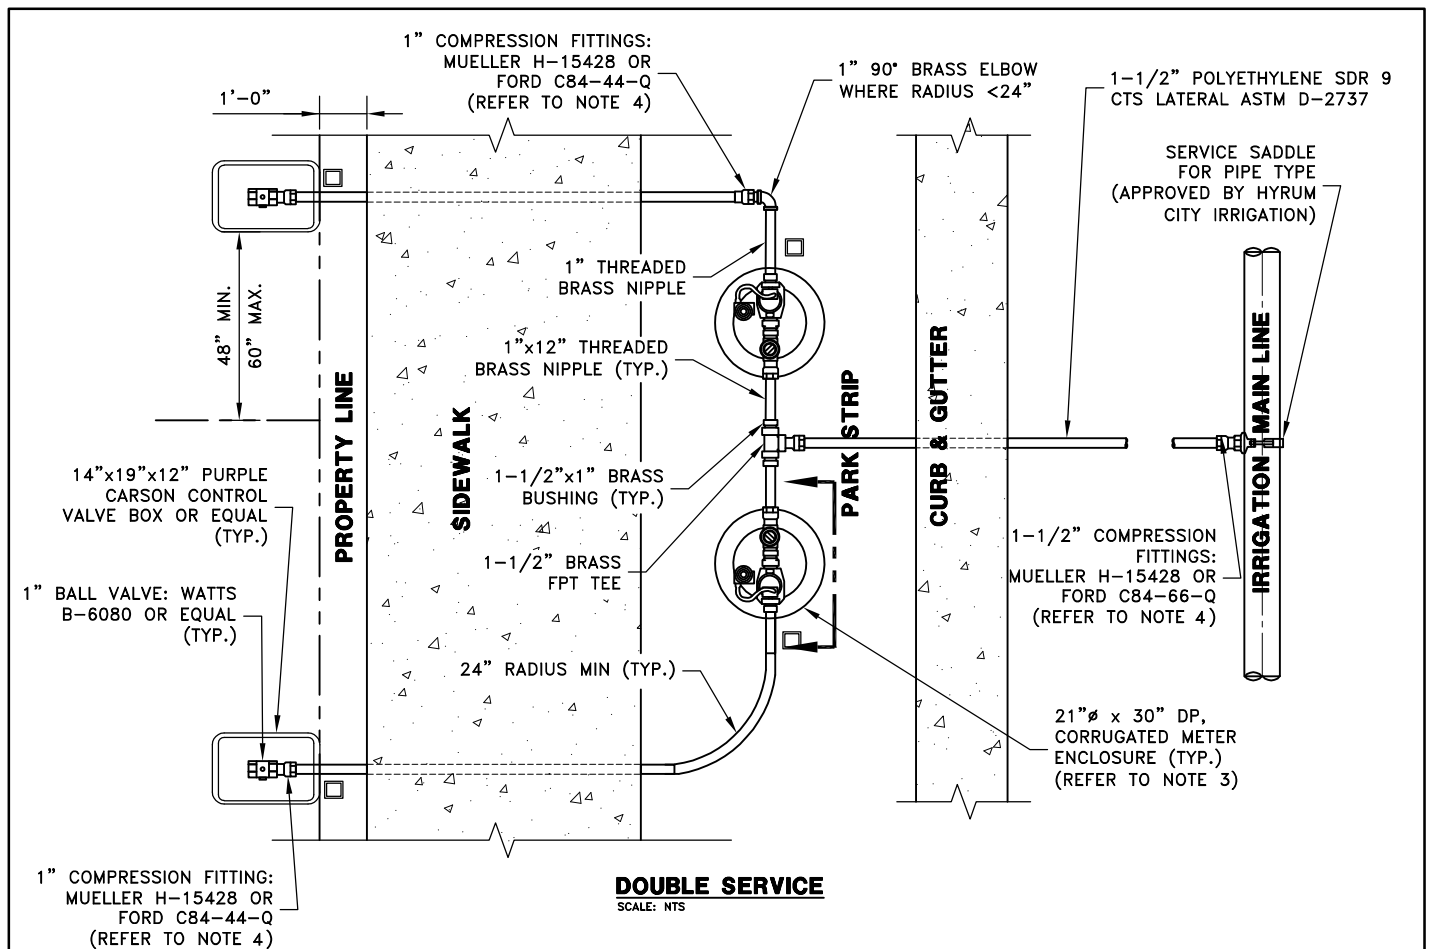 1” COMPRESSION FITTINGS:
MUELLER H-15428 OR
FORD C84-44-Q
(REFER TO NOTE 4)
1” 90° BRASS ELBOW
WHERE RADIUS <24”
1-1/2” POLYETHYLENE SDR 9
CTS LATERAL ASTM D-2737
1’-0”
SERVICE SADDLE
FOR PIPE TYPE
(APPROVED BY HYRUM
CITY IRRIGATION)
1” THREADED
BRASS NIPPLE
48” MIN.
60” MAX.
1”x12” THREADED
BRASS NIPPLE (TYP.)
PROPERTY LINE
SIDEWALK
PARK STRIP
CURB & GUTTER
IRRIGATION MAIN LINE
14”x19”x12” PURPLE
CARSON CONTROL
VALVE BOX OR EQUAL
(TYP.)
1-1/2”x1” BRASS
BUSHING (TYP.)
1-1/2” BRASS
FPT TEE
1-1/2” COMPRESSION
FITTINGS:
MUELLER H-15428 OR
FORD C84-66-Q
(REFER TO NOTE 4)
1” BALL VALVE: WATTS
B-6080 OR EQUAL
(TYP.)
24” RADIUS MIN (TYP.)
21”ø x 30” DP,
CORRUGATED METER
ENCLOSURE (TYP.)
(REFER TO NOTE 3)
1” COMPRESSION FITTING:
MUELLER H-15428 OR
FORD C84-44-Q
(REFER TO NOTE 4)
DOUBLE SERVICE
SCALE: NTS